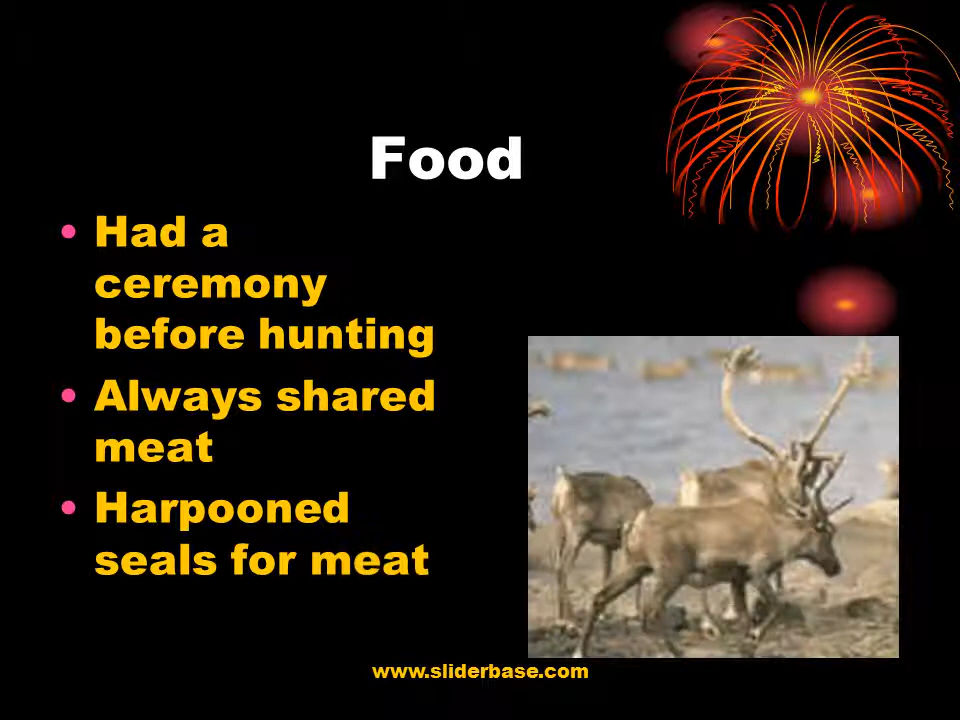 Food
• Had a
ceremony
before hunting
• Always shared
meat
• Harpooned
seals for meat
www.sliderbase.com